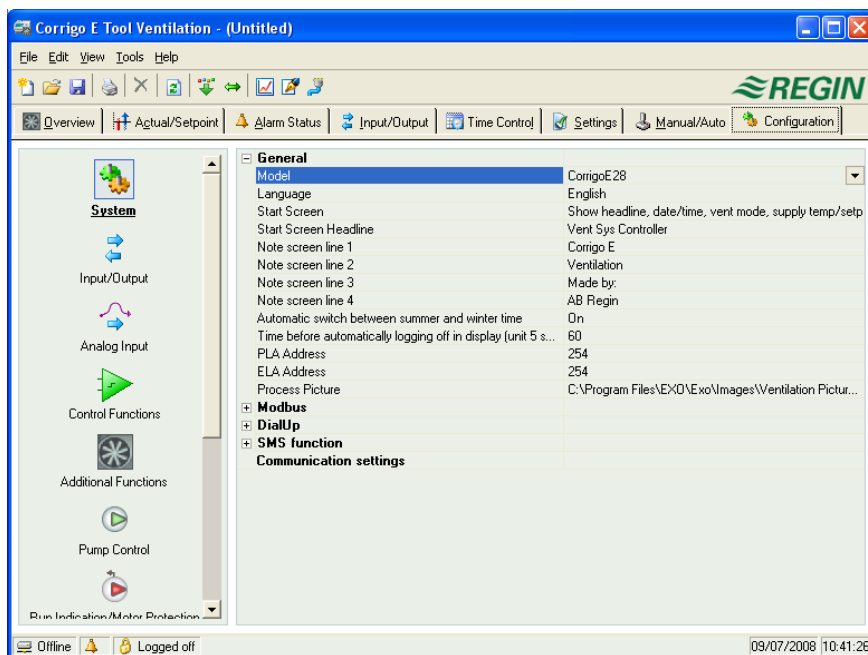 Corrigo E Tool Ventilation - (Untitled)
File Edit View Tools Help
REGIN
Overview Actual/Setpoint Alarm Status Input/Output Time Control Settings Manual/Auto Configuration
System
Input/Output
Analog Input
Control Functions
Additional Functions
Pump Control
Run Indication/Motor Protection
General
Model CorrigoE28
Language English
Start Screen Show headline, date/time, vent mode, supply temp/setp
Start Screen Headline Vent Sys Controller
Note screen line 1 Corrigo E
Note screen line 2 Ventilation
Note screen line 3 Made by:
Note screen line 4 AB Regin
Automatic switch between summer and winter time On
Time before automatically logging off in display (unit 5 s... 60
PLA Address 254
ELA Address 254
Process Picture C:\Program Files\EXO\Exo\Images\Ventilation Pictur...
Modbus
DialUp
SMS function
Communication settings
Offline Logged off 09/07/2008 10:41:26